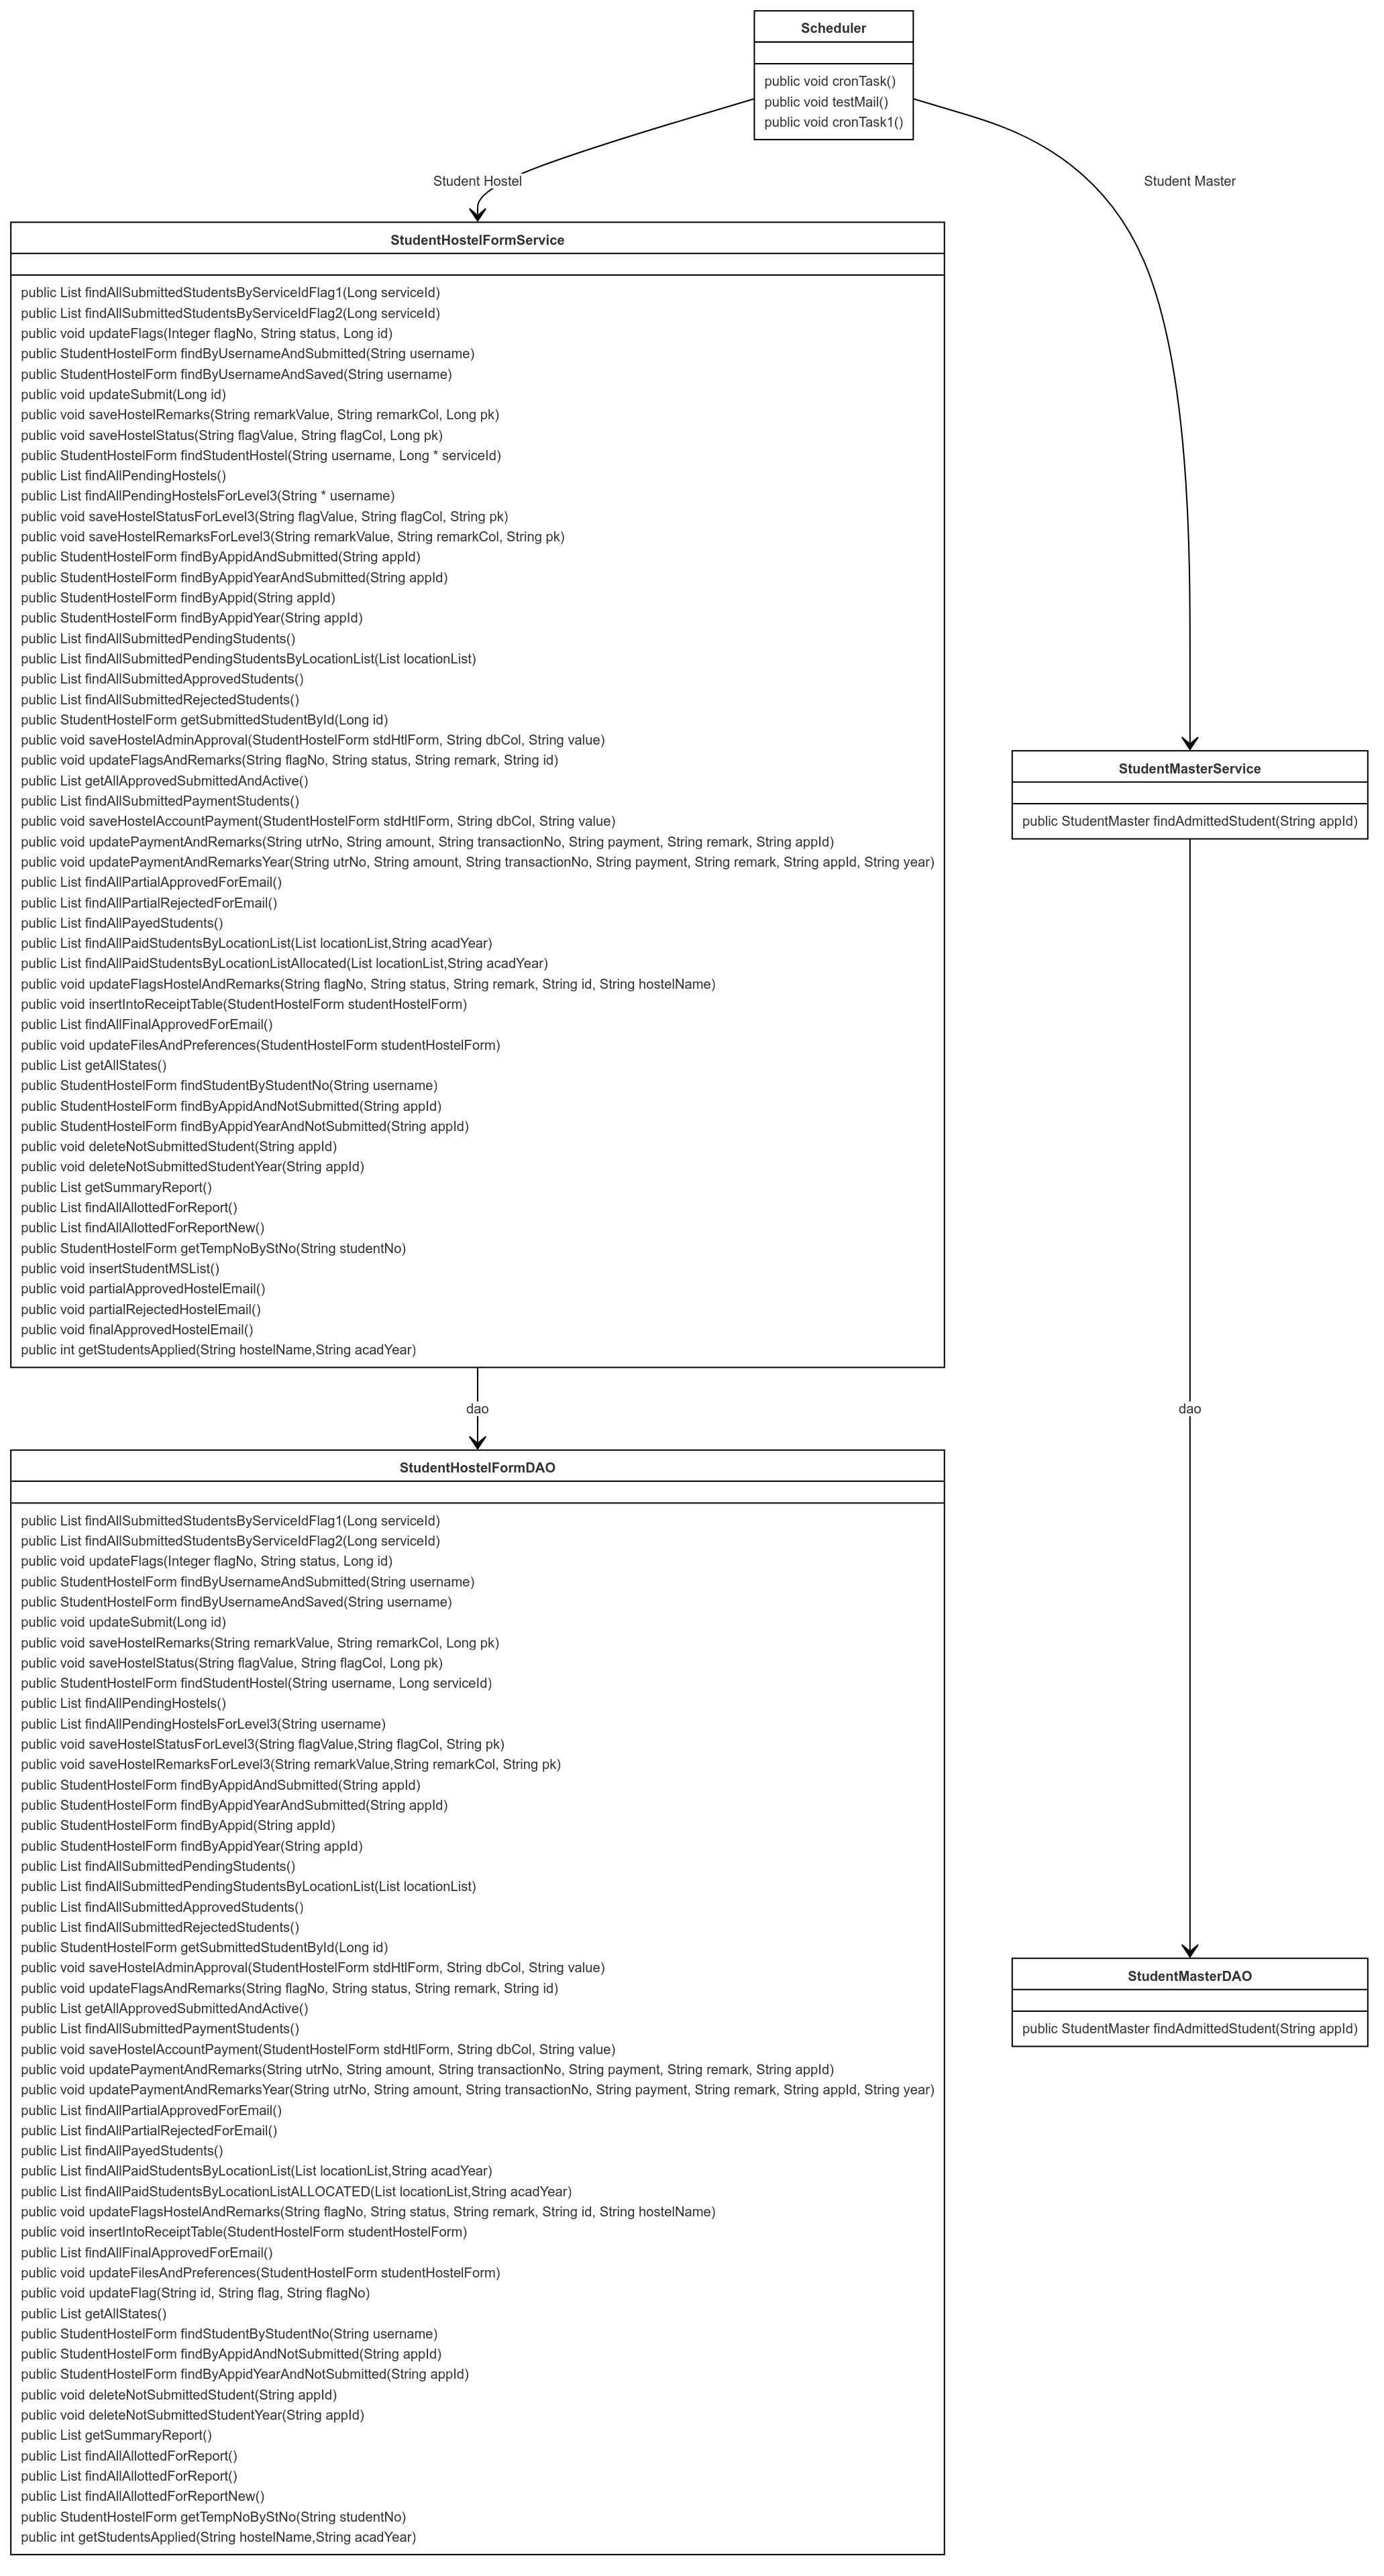 Scheduler
public void cronTask()
public void testMail()
public void cronTask1()
Student Hostel
Student Master
StudentHostelFormService
public List findAllSubmittedStudentsByServiceIdFlag1(Long serviceId)
public List findAllSubmittedStudentsByServiceIdFlag2(Long serviceId)
public void updateFlags(Integer flagNo, String status, Long id)
public StudentHostelForm findByUsernameAndSubmitted(String username)
public StudentHostelForm findByUsernameAndSaved(String username)
public void updateSubmit(Long id)
public void saveHostelRemarks(String remarkValue, String remarkCol, Long pk)
public void saveHostelStatus(String flagValue, String flagCol, Long pk)
public StudentHostelForm findStudentHostel(String username, Long * serviceId)
public List findAllPendingHostels()
public List findAllPendingHostelsForLevel3(String * username)
public void saveHostelStatusForLevel3(String flagValue, String flagCol, String pk)
public void saveHostelRemarksForLevel3(String remarkValue, String remarkCol, String pk)
public StudentHostelForm findByAppidAndSubmitted(String appId)
public StudentHostelForm findByAppidYearAndSubmitted(String appId)
public StudentHostelForm findByAppid(String appId)
public StudentHostelForm findByAppidYear(String appId)
public List findAllSubmittedPendingStudents()
public List findAllSubmittedPendingStudentsByLocationList(List locationList)
public List findAllSubmittedApprovedStudents()
public List findAllSubmittedRejectedStudents()
public StudentHostelForm getSubmittedStudentById(Long id)
public void saveHostelAdminApproval(StudentHostelForm stdHtlForm, String dbCol, String value)
public void updateFlagsAndRemarks(String flagNo, String status, String remark, String id)
public List getAllApprovedSubmittedAndActive()
public List findAllSubmittedPaymentStudents()
public void saveHostelAccountPayment(StudentHostelForm stdHtlForm, String dbCol, String value)
public void updatePaymentAndRemarks(String utrNo, String amount, String transactionNo, String payment, String remark, String appId)
public void updatePaymentAndRemarksYear(String utrNo, String amount, String transactionNo, String payment, String remark, String appId, String year)
public List findAllPartialApprovedForEmail()
public List findAllPartialRejectedForEmail()
public List findAllPayedStudents()
public List findAllPaidStudentsByLocationList(List locationList,String acadYear)
public List findAllPaidStudentsByLocationListAllocated(List locationList,String acadYear)
public void updateFlagsHostelAndRemarks(String flagNo, String status, String remark, String id, String hostelName)
public void insertIntoReceiptTable(StudentHostelForm studentHostelForm)
public List findAllFinalApprovedForEmail()
public void updateFilesAndPreferences(StudentHostelForm studentHostelForm)
public List getAllStates()
public StudentHostelForm findStudentByStudentNo(String username)
public StudentHostelForm findByAppidAndNotSubmitted(String appId)
public StudentHostelForm findByAppidYearAndNotSubmitted(String appId)
public void deleteNotSubmittedStudent(String appId)
public void deleteNotSubmittedStudentYear(String appId)
public List getSummaryReport()
public List findAllAllottedForReport()
public List findAllAllottedForReportNew()
public StudentHostelForm getTempNoByStNo(String studentNo)
public void insertStudentMSList()
public void partialApprovedHostelEmail()
public void partialRejectedHostelEmail()
public void finalApprovedHostelEmail()
public int getStudentsApplied(String hostelName,String acadYear)
StudentMasterService
public StudentMaster findAdmittedStudent(String appId)
dao
dao
StudentHostelFormDAO
public List findAllSubmittedStudentsByServiceIdFlag1(Long serviceId)
public List findAllSubmittedStudentsByServiceIdFlag2(Long serviceId)
public void updateFlags(Integer flagNo, String status, Long id)
public StudentHostelForm findByUsernameAndSubmitted(String username)
public StudentHostelForm findByUsernameAndSaved(String username)
public void updateSubmit(Long id)
public void saveHostelRemarks(String remarkValue, String remarkCol, Long pk)
public void saveHostelStatus(String flagValue, String flagCol, Long pk)
public StudentHostelForm findStudentHostel(String username, Long serviceId)
public List findAllPendingHostels()
public List findAllPendingHostelsForLevel3(String username)
public void saveHostelStatusForLevel3(String flagValue,String flagCol, String pk)
public void saveHostelRemarksForLevel3(String remarkValue,String remarkCol, String pk)
public StudentHostelForm findByAppidAndSubmitted(String appId)
public StudentHostelForm findByAppidYearAndSubmitted(String appId)
public StudentHostelForm findByAppid(String appId)
public StudentHostelForm findByAppidYear(String appId)
public List findAllSubmittedPendingStudents()
public List findAllSubmittedPendingStudentsByLocationList(List locationList)
public List findAllSubmittedApprovedStudents()
public List findAllSubmittedRejectedStudents()
public StudentHostelForm getSubmittedStudentById(Long id)
public void saveHostelAdminApproval(StudentHostelForm stdHtlForm, String dbCol, String value)
public void updateFlagsAndRemarks(String flagNo, String status, String remark, String id)
public List getAllApprovedSubmittedAndActive()
public List findAllSubmittedPaymentStudents()
public void saveHostelAccountPayment(StudentHostelForm stdHtlForm, String dbCol, String value)
public void updatePaymentAndRemarks(String utrNo, String amount, String transactionNo, String payment, String remark, String appId)
public void updatePaymentAndRemarksYear(String utrNo, String amount, String transactionNo, String payment, String remark, String appId, String year)
public List findAllPartialApprovedForEmail()
public List findAllPartialRejectedForEmail()
public List findAllPayedStudents()
public List findAllPaidStudentsByLocationList(List locationList,String acadYear)
public List findAllPaidStudentsByLocationListALLOCATED(List locationList,String acadYear)
public void updateFlagsHostelAndRemarks(String flagNo, String status, String remark, String id, String hostelName)
public void insertIntoReceiptTable(StudentHostelForm studentHostelForm)
public List findAllFinalApprovedForEmail()
public void updateFilesAndPreferences(StudentHostelForm studentHostelForm)
public void updateFlag(String id, String flag, String flagNo)
public List getAllStates()
public StudentHostelForm findStudentByStudentNo(String username)
public StudentHostelForm findByAppidAndNotSubmitted(String appId)
public StudentHostelForm findByAppidYearAndNotSubmitted(String appId)
public void deleteNotSubmittedStudent(String appId)
public void deleteNotSubmittedStudentYear(String appId)
public List getSummaryReport()
public List findAllAllottedForReport()
public List findAllAllottedForReport()
public List findAllAllottedForReportNew()
public StudentHostelForm getTempNoByStNo(String studentNo)
public int getStudentsApplied(String hostelName,String acadYear)
StudentMasterDAO
public StudentMaster findAdmittedStudent(String appId)